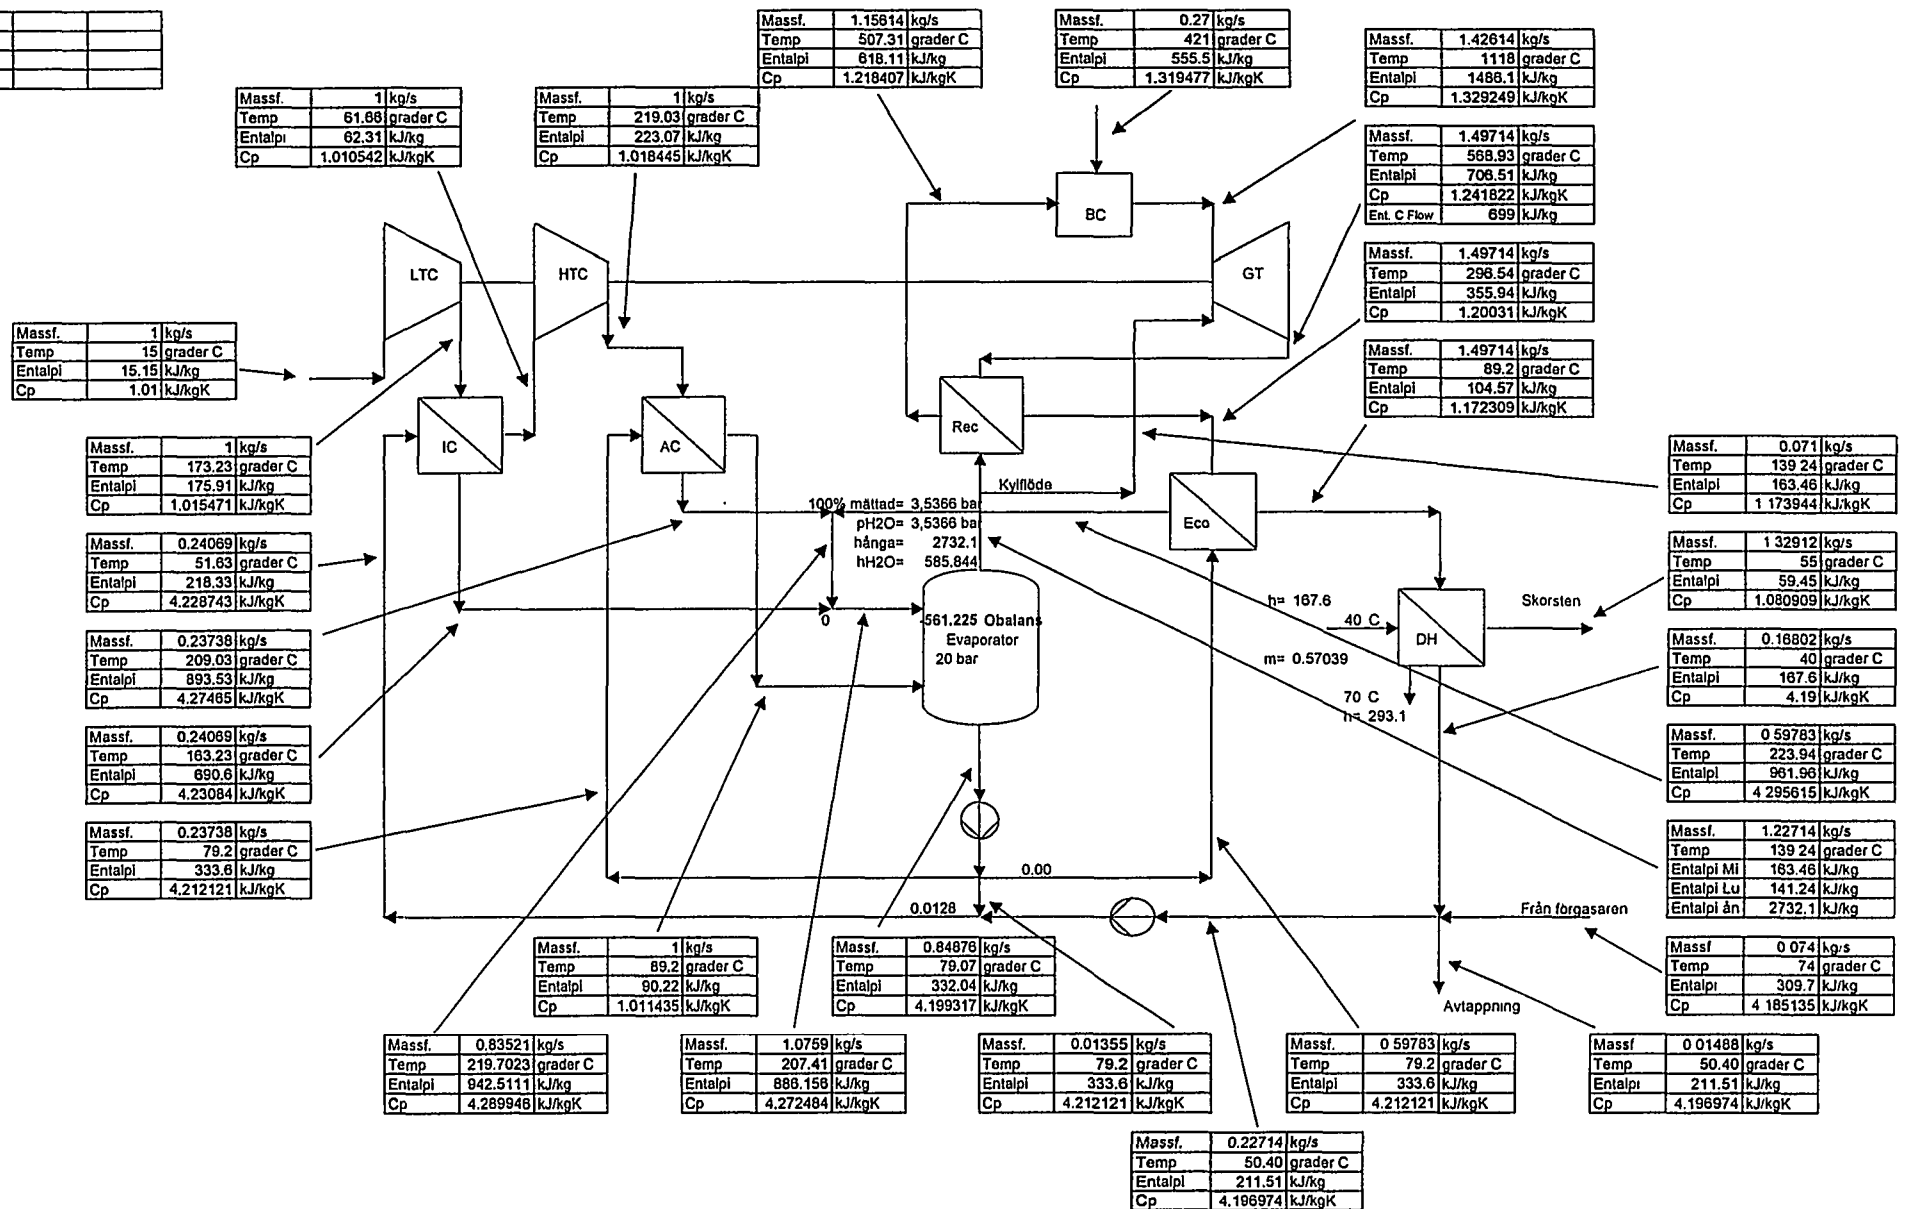 Massf. 1.15614 kg/s
Temp 507.31 grader C
Entalpi 618.11 kJ/kg
Cp 1.218407 kJ/kgK
Massf. 0.27 kg/s
Temp 421 grader C
Entalpi 555.5 kJ/kg
Cp 1.319477 kJ/kgK
Massf. 1.42614 kg/s
Temp 1118 grader C
Entalpi 1486.1 kJ/kg
Cp 1.329249 kJ/kgK
Massf. 1 kg/s
Temp 61.68 grader C
Entalpi 62.31 kJ/kg
Cp 1.010542 kJ/kgK
Massf. 1 kg/s
Temp 219.03 grader C
Entalpi 223.07 kJ/kg
Cp 1.018445 kJ/kgK
Massf. 1.49714 kg/s
Temp 568.93 grader C
Entalpi 706.51 kJ/kg
Cp 1.241822 kJ/kgK
Ent. C Flow 699 kJ/kg
BC
LTC
HTC
GT
Massf. 1.49714 kg/s
Temp 296.54 grader C
Entalpi 355.94 kJ/kg
Cp 1.20031 kJ/kgK
Massf. 1 kg/s
Temp 15 grader C
Entalpi 15.15 kJ/kg
Cp 1.01 kJ/kgK
Massf. 1.49714 kg/s
Temp 89.2 grader C
Entalpi 104.57 kJ/kg
Cp 1.172309 kJ/kgK
IC
AC
Rec
Eco
Kylflöde
Massf. 1 kg/s
Temp 173.23 grader C
Entalpi 175.91 kJ/kg
Cp 1.015471 kJ/kgK
Massf. 0.071 kg/s
Temp 139 24 grader C
Entalpi 163.46 kJ/kg
Cp 1 173944 kJ/kgK
100% mättad= 3,5366 bar
pH2O= 3,5366 bar
hånga= 2732.1
hH2O= 585.844
Massf. 0.24069 kg/s
Temp 51.63 grader C
Entalpi 218.33 kJ/kg
Cp 4.228743 kJ/kgK
Massf. 1 32912 kg/s
Temp 55 grader C
Entalpi 59.45 kJ/kg
Cp 1.080909 kJ/kgK
h= 167.6
40 C
DH
Skorsten
m= 0.57039
70 C
h= 293.1
0
561.225 Obalans
Evaporator
20 bar
Massf. 0.23738 kg/s
Temp 209.03 grader C
Entalpi 893.53 kJ/kg
Cp 4.27465 kJ/kgK
Massf. 0.16802 kg/s
Temp 40 grader C
Entalpi 167.6 kJ/kg
Cp 4.19 kJ/kgK
Massf. 0.24069 kg/s
Temp 163.23 grader C
Entalpi 690.6 kJ/kg
Cp 4.23084 kJ/kgK
Massf. 0 59783 kg/s
Temp 223.94 grader C
Entalpi 961.96 kJ/kg
Cp 4 295615 kJ/kgK
Massf. 0.23738 kg/s
Temp 79.2 grader C
Entalpi 333.6 kJ/kg
Cp 4.212121 kJ/kgK
Massf. 1.22714 kg/s
Temp 139 24 grader C
Entalpi Mi 163.46 kJ/kg
Entalpi Lu 141.24 kJ/kg
Entalpi ån 2732.1 kJ/kg
0.00
0.0128
Från förgasaren
Avtappning
Massf. 1 kg/s
Temp 89.2 grader C
Entalpi 90.22 kJ/kg
Cp 1.011435 kJ/kgK
Massf. 0.84876 kg/s
Temp 79.07 grader C
Entalpi 332.04 kJ/kg
Cp 4.199317 kJ/kgK
Massf 0 074 kg/s
Temp 74 grader C
Entalpi 309.7 kJ/kg
Cp 4 185135 kJ/kgK
Massf. 0.83521 kg/s
Temp 219.7023 grader C
Entalpi 942.5111 kJ/kg
Cp 4.289946 kJ/kgK
Massf. 1.0759 kg/s
Temp 207.41 grader C
Entalpi 886.156 kJ/kg
Cp 4.272484 kJ/kgK
Massf. 0.01355 kg/s
Temp 79.2 grader C
Entalpi 333.6 kJ/kg
Cp 4.212121 kJ/kgK
Massf. 0 59783 kg/s
Temp 79.2 grader C
Entalpi 333.6 kJ/kg
Cp 4.212121 kJ/kgK
Massf 0 01488 kg/s
Temp 50.40 grader C
Entalpi 211.51 kJ/kg
Cp 4.196974 kJ/kgK
Massf. 0.22714 kg/s
Temp 50.40 grader C
Entalpi 211.51 kJ/kg
Cp 4.196974 kJ/kgK